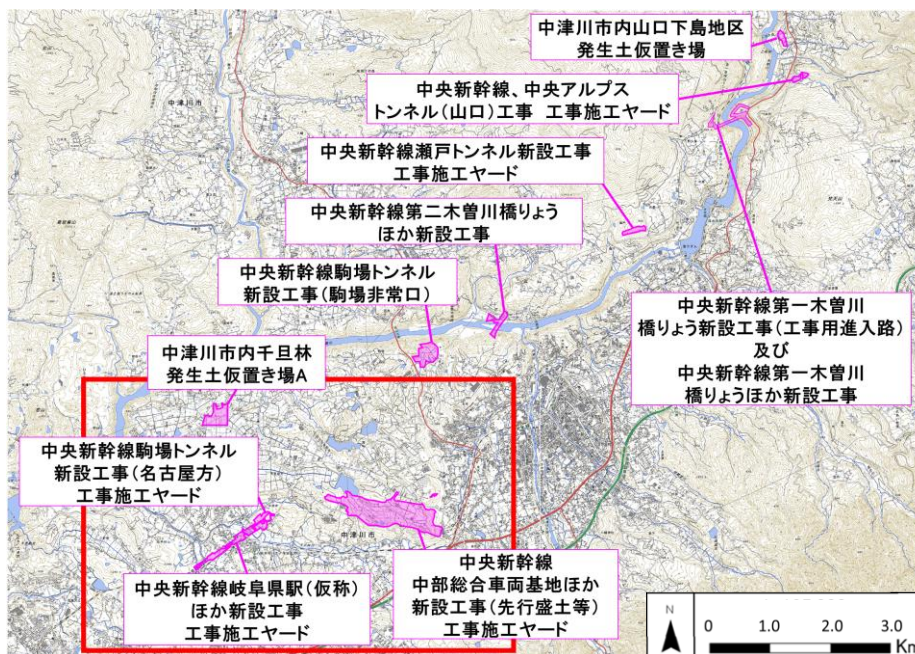 中津川市内山口下島地区
発生土仮置き場
中央新幹線、中央アルプス
トンネル(山口)工事 工事施工ヤード
中津川市
中央新幹線瀬戸トンネル新設工事
工事施工ヤード
中央新幹線第二木曽川橋りょう
ほか新設工事
中央新幹線駒場トンネル
新設工事(駒場非常口)
中央新幹線第一木曽川
橋りょう新設工事(工事用進入路)
及び
中央新幹線第一木曽川
橋りょうほか新設工事
中津川市内千旦林
発生土仮置き場A
中央新幹線駒場トンネル
新設工事(名古屋方)
工事施工ヤード
中津川市
中央新幹線岐阜県駅(仮称)
ほか新設工事
工事施工ヤード
中央新幹線
中部総合車両基地ほか
新設工事(先行盛土等)
工事施工ヤード
N
0 1.0 2.0 3.0
Km